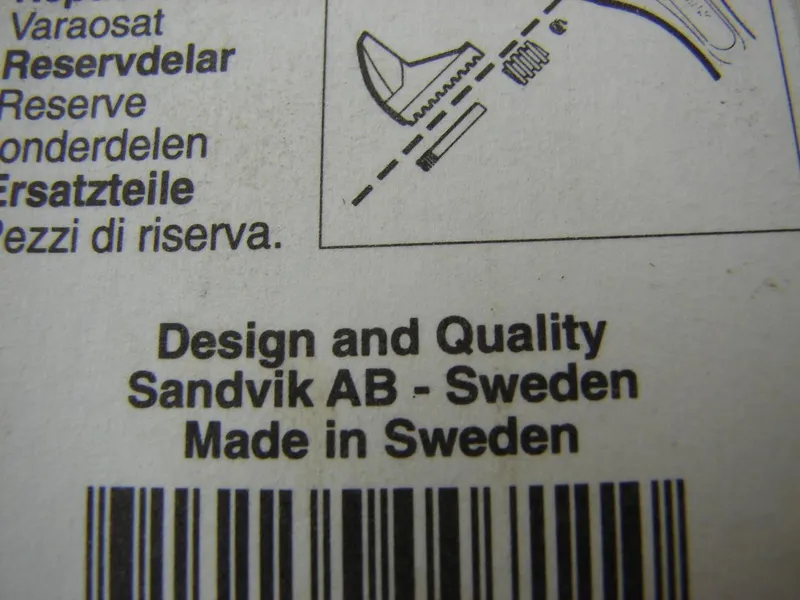 Varaosat
Reservdelar
Reserve
onderdelen
Ersatzteile
Pezzi di riserva.
Design and Quality
Sandvik AB - Sweden
Made in Sweden